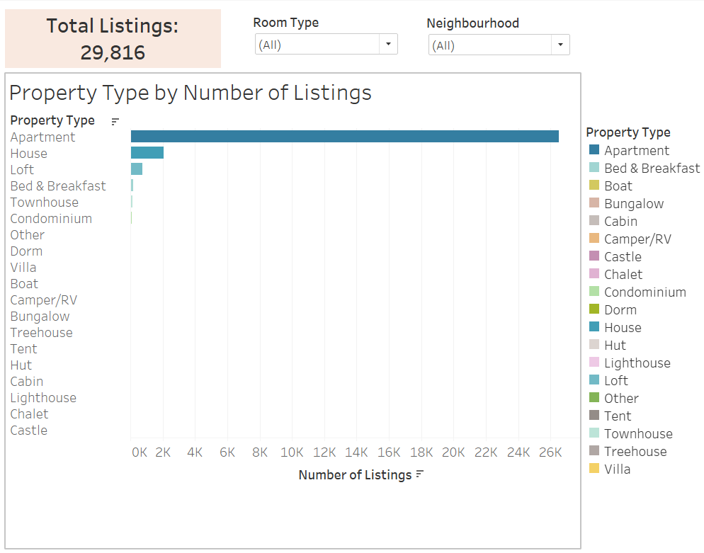 Total Listings:
29,816
Room Type
(All)
Neighbourhood
(All)
Property Type by Number of Listings
Property Type
Apartment
House
Loft
Bed & Breakfast
Townhouse
Condominium
Other
Dorm
Villa
Boat
Camper/RV
Bungalow
Treehouse
Tent
Hut
Cabin
Lighthouse
Chalet
Castle
0K 2K 4K 6K 8K 10K 12K 14K 16K 18K 20K 22K 24K 26K
Number of Listings
Property Type
Apartment
Bed & Breakfast
Boat
Bungalow
Cabin
Camper/RV
Castle
Chalet
Condominium
Dorm
House
Hut
Lighthouse
Loft
Other
Tent
Townhouse
Treehouse
Villa